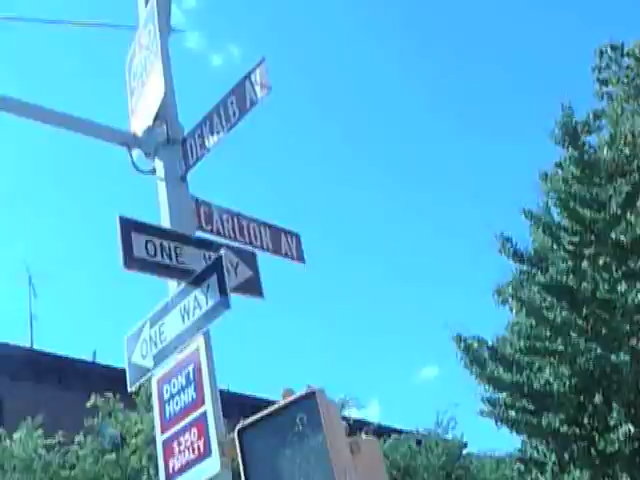 DEKALB AV
CARLTON AV
ONE WAY
ONE WAY
DON'T
HONK
$350
PENALTY